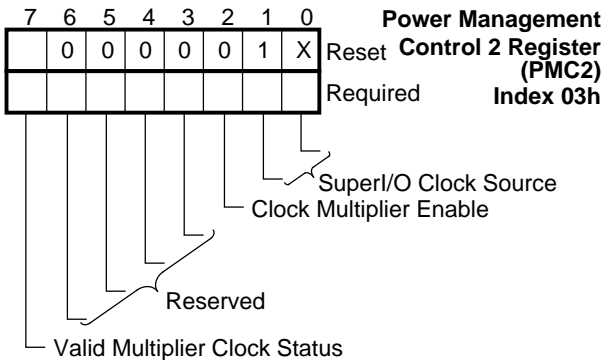 7 6 5 4 3 2 1 0
Power Management
0 0 0 0 0 1 X Reset
Control 2 Register
(PMC2)
Required
Index 03h
SuperI/O Clock Source
Clock Multiplier Enable
Reserved
Valid Multiplier Clock Status